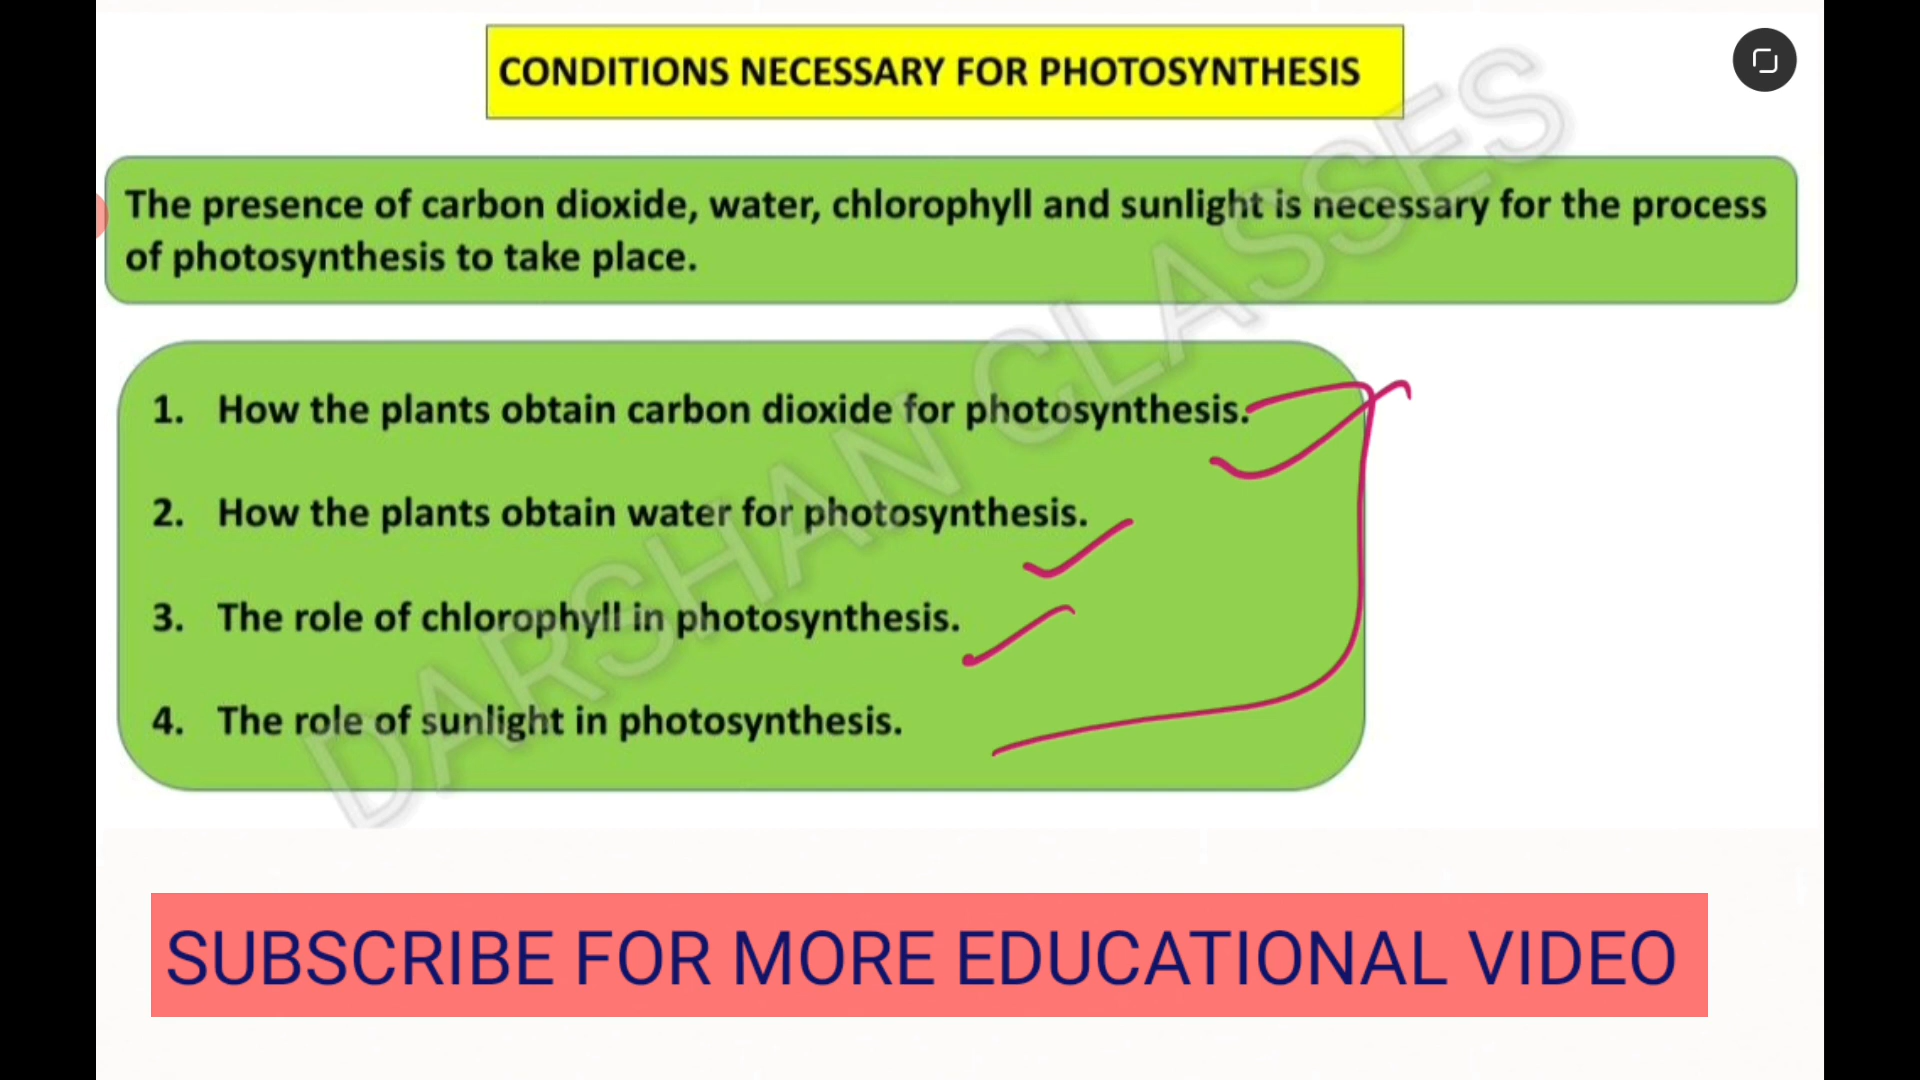 CONDITIONS NECESSARY FOR PHOTOSYNTHESIS
The presence of carbon dioxide, water, chlorophyll and sunlight is necessary for the process
of photosynthesis to take place.
1. How the plants obtain carbon dioxide for photosynthesis.
2. How the plants obtain water for photosynthesis.
3. The role of chlorophyll in photosynthesis.
4. The role of sunlight in photosynthesis.
DARSHAN CLASSES
SUBSCRIBE FOR MORE EDUCATIONAL VIDEO